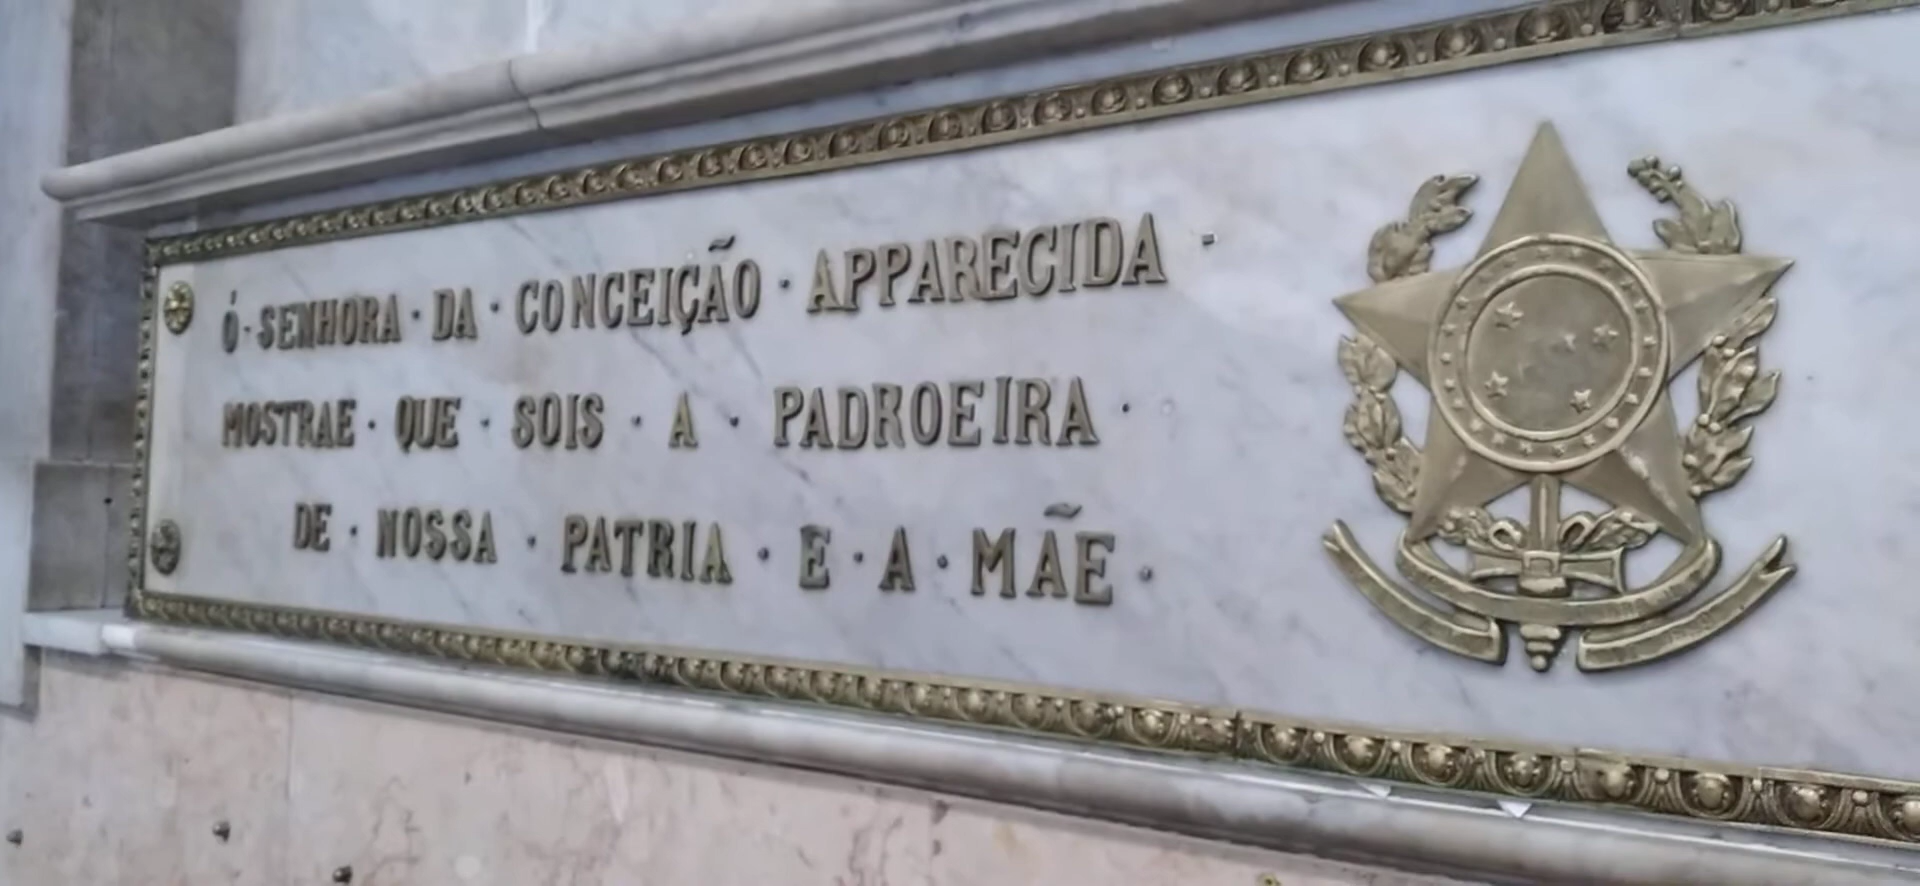 Ó · SENHORA · DA · CONCEIÇÃO · APPARECIDA ·
MOSTRAE · QUE · SOIS · A · PADROEIRA ·
DE · NOSSA · PATRIA · E · A · MÃE ·